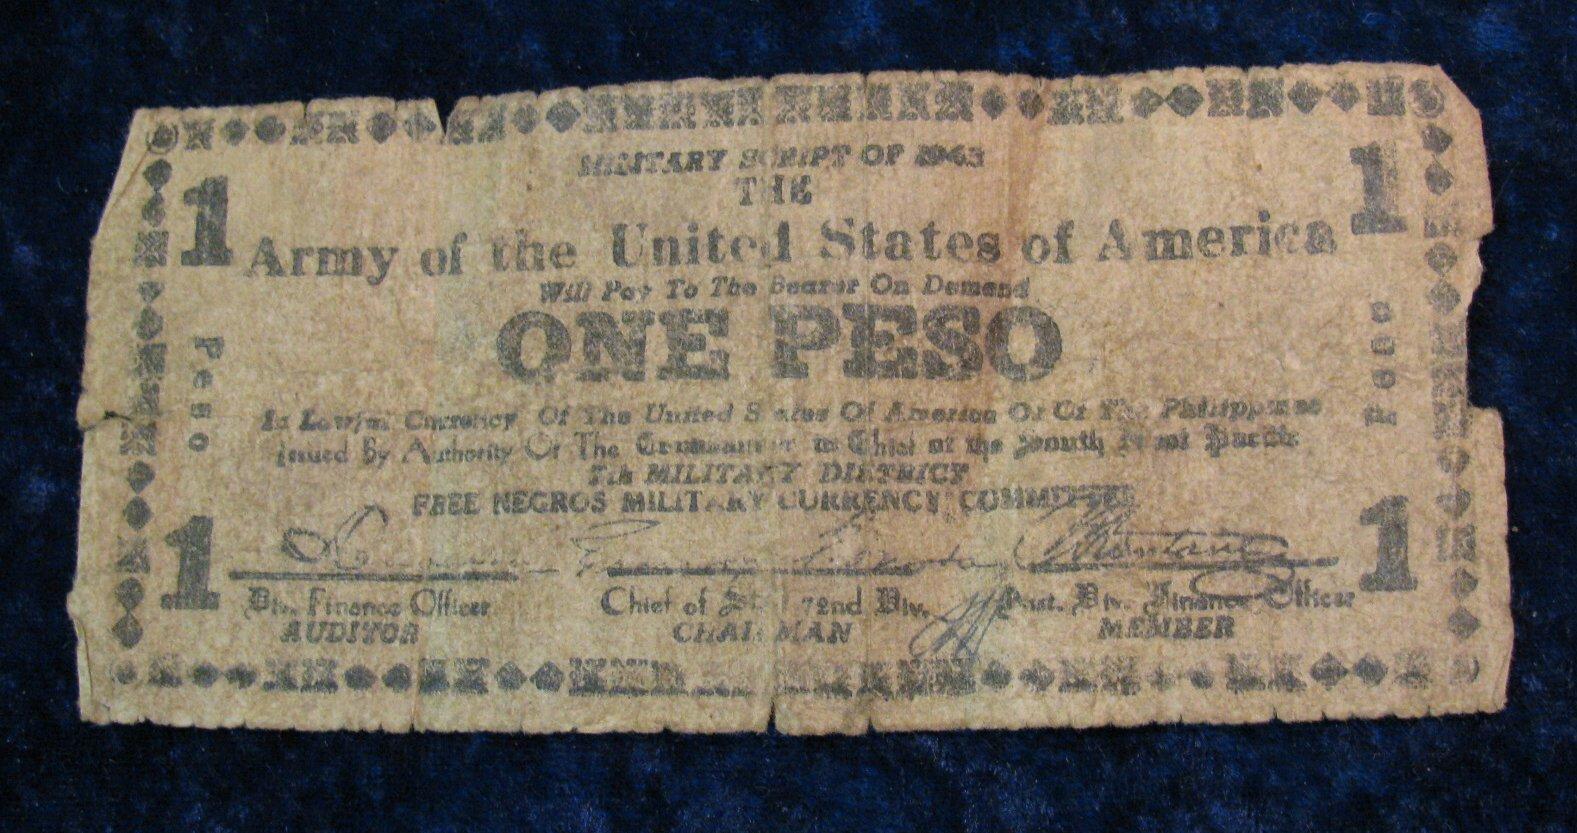 MILITARY SCRIPT OF 1943
THE
1 1
Army of the United States of America
Will Pay To The Bearer On Demand
ONE PESO
Peso Peso
In Lawful Currency Of The United States Of America Or Of The Philippines
Issued By Authority Of The Commander in Chief of the South West Pacific
7th MILITARY DISTRICT
FREE NEGROS MILITARY CURRENCY COMMITTEE
1 1
Div. Finance Officer Chief of Staff 72nd Div. Asst. Div. Finance Officer
AUDITOR CHAIRMAN MEMBER